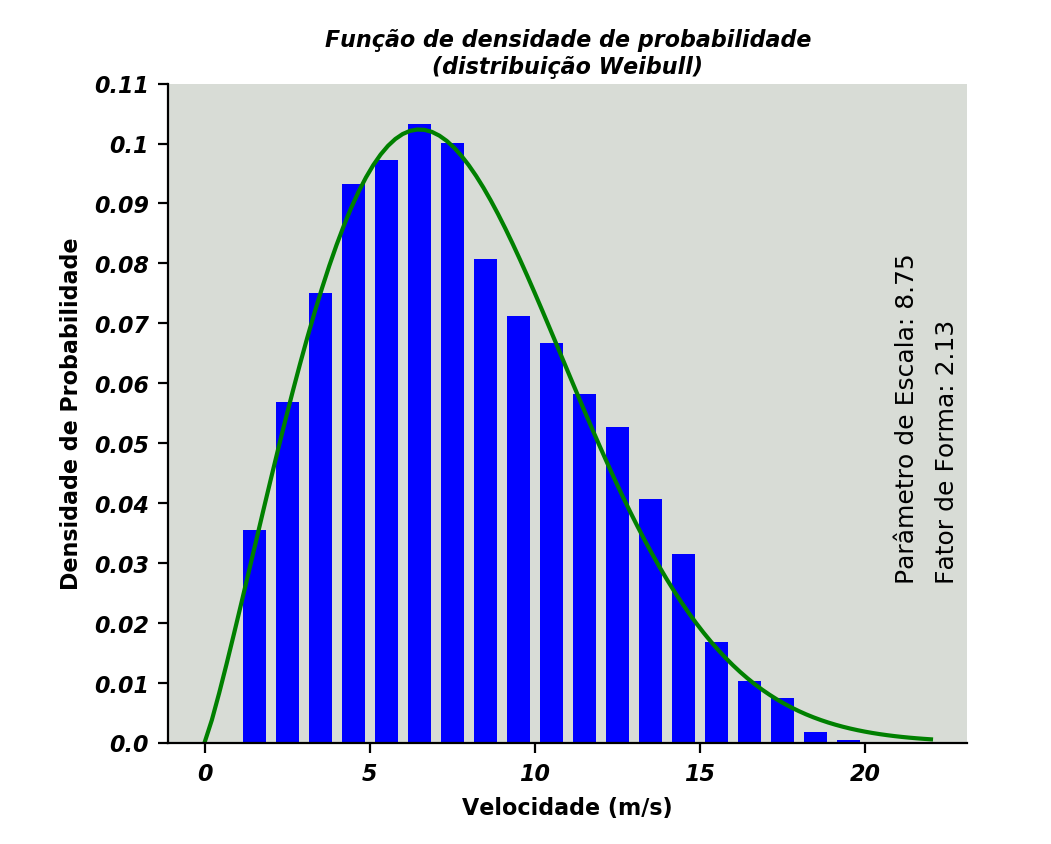 Função de densidade de probabilidade
(distribuição Weibull)
Densidade de Probabilidade
0.11
0.1
0.09
0.08
0.07
0.06
0.05
0.04
0.03
0.02
0.01
0.0
Parâmetro de Escala: 8.75
Fator de Forma: 2.13
0 5 10 15 20
Velocidade (m/s)